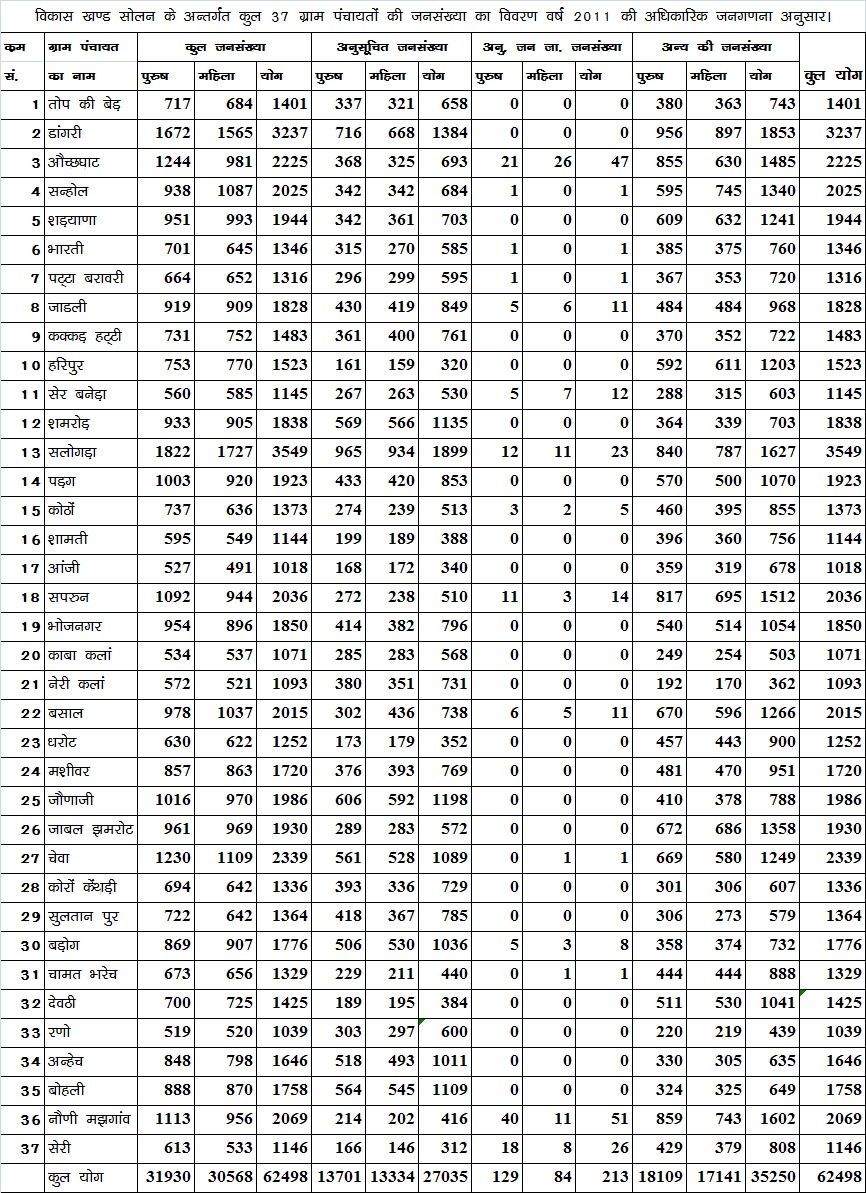 विकास खण्ड सोलन के अन्तर्गत कुल 37 ग्राम पंचायतों की जनसंख्या का विवरण वर्ष 2011 की अधिकारिक जनगणना अनुसार।
कम ग्राम पंचायत कुल जनसंख्या अनुसूचित जनसंख्या अनु. जन जा. जनसंख्या अन्य की जनसंख्या
सं. का नाम पुरुष महिला योग पुरुष महिला योग पुरुष महिला योग पुरुष महिला योग कुल योग
1 तोप की बेड़ 717 684 1401 337 321 658 0 0 0 380 363 743 1401
2 डांगरी 1672 1565 3237 716 668 1384 0 0 0 956 897 1853 3237
3 औच्छघाट 1244 981 2225 368 325 693 21 26 47 855 630 1485 2225
4 सन्होल 938 1087 2025 342 342 684 1 0 1 595 745 1340 2025
5 शड़याणा 951 993 1944 342 361 703 0 0 0 609 632 1241 1944
6 भारती 701 645 1346 315 270 585 1 0 1 385 375 760 1346
7 पट्टा बरावरी 664 652 1316 296 299 595 1 0 1 367 353 720 1316
8 जाडली 919 909 1828 430 419 849 5 6 11 484 484 968 1828
9 कक्कड़ हट्टी 731 752 1483 361 400 761 0 0 0 370 352 722 1483
10 हरिपुर 753 770 1523 161 159 320 0 0 0 592 611 1203 1523
11 सेर बनेड़ा 560 585 1145 267 263 530 5 7 12 288 315 603 1145
12 शमरोड़ 933 905 1838 569 566 1135 0 0 0 364 339 703 1838
13 सलोगड़ा 1822 1727 3549 965 934 1899 12 11 23 840 787 1627 3549
14 पड़ग 1003 920 1923 433 420 853 0 0 0 570 500 1070 1923
15 कोठों 737 636 1373 274 239 513 3 2 5 460 395 855 1373
16 शामती 595 549 1144 199 189 388 0 0 0 396 360 756 1144
17 आंजी 527 491 1018 168 172 340 0 0 0 359 319 678 1018
18 सपरुन 1092 944 2036 272 238 510 11 3 14 817 695 1512 2036
19 भोजनगर 954 896 1850 414 382 796 0 0 0 540 514 1054 1850
20 काबा कलां 534 537 1071 285 283 568 0 0 0 249 254 503 1071
21 नेरी कलां 572 521 1093 380 351 731 0 0 0 192 170 362 1093
22 बसाल 978 1037 2015 302 436 738 6 5 11 670 596 1266 2015
23 धरोट 630 622 1252 173 179 352 0 0 0 457 443 900 1252
24 मशीवर 857 863 1720 376 393 769 0 0 0 481 470 951 1720
25 जौणाजी 1016 970 1986 606 592 1198 0 0 0 410 378 788 1986
26 जाबल झमरोट 961 969 1930 289 283 572 0 0 0 672 686 1358 1930
27 चेवा 1230 1109 2339 561 528 1089 0 1 1 669 580 1249 2339
28 कोरों केंथड़ी 694 642 1336 393 336 729 0 0 0 301 306 607 1336
29 सुलतान पुर 722 642 1364 418 367 785 0 0 0 306 273 579 1364
30 बड़ोग 869 907 1776 506 530 1036 5 3 8 358 374 732 1776
31 चामत भरेच 673 656 1329 229 211 440 0 1 1 444 444 888 1329
32 देवठी 700 725 1425 189 195 384 0 0 0 511 530 1041 1425
33 रणो 519 520 1039 303 297 600 0 0 0 220 219 439 1039
34 अन्हेच 848 798 1646 518 493 1011 0 0 0 330 305 635 1646
35 बोहली 888 870 1758 564 545 1109 0 0 0 324 325 649 1758
36 नौणी मझगांव 1113 956 2069 214 202 416 40 11 51 859 743 1602 2069
37 सेरी 613 533 1146 166 146 312 18 8 26 429 379 808 1146
कुल योग 31930 30568 62498 13701 13334 27035 129 84 213 18109 17141 35250 62498